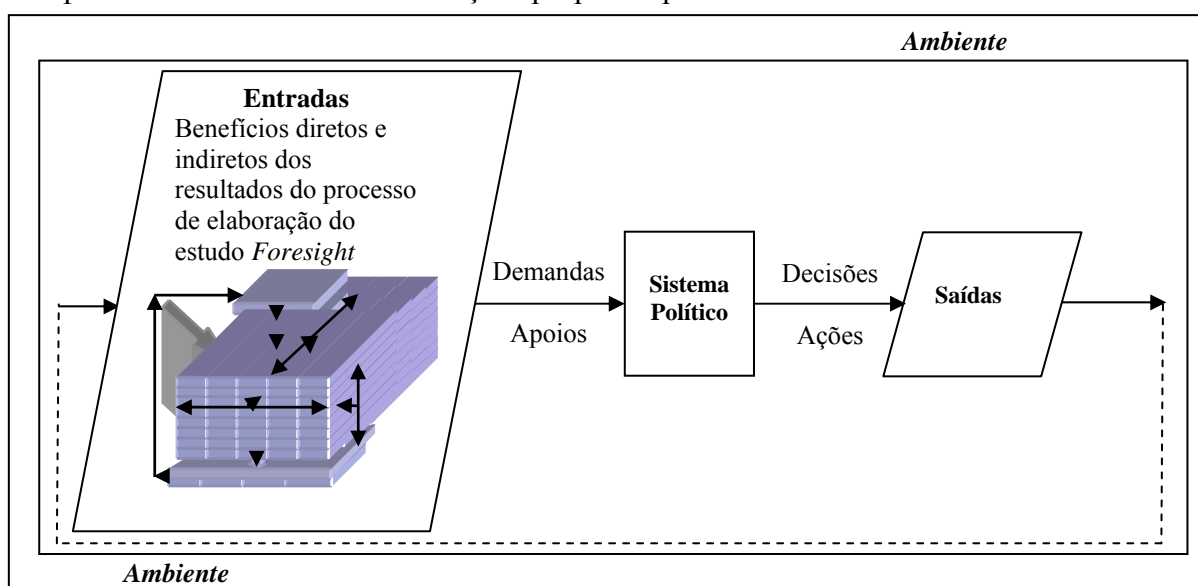 Ambiente
Entradas
Benefícios diretos e
indiretos dos
resultados do processo
de elaboração do
estudo Foresight
Demandas
Apoios
Sistema
Político
Decisões
Ações
Saídas
Ambiente